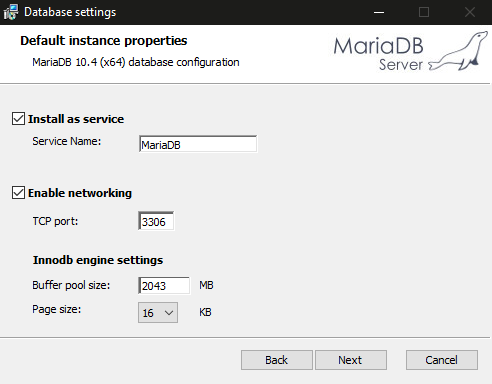 Database settings
Default instance properties
MariaDB 10.4 (x64) database configuration
MariaDB
Server
Install as service
Service Name: MariaDB
Enable networking
TCP port: 3306
Innodb engine settings
Buffer pool size: 2043 MB
Page size: 16 KB
Back Next Cancel